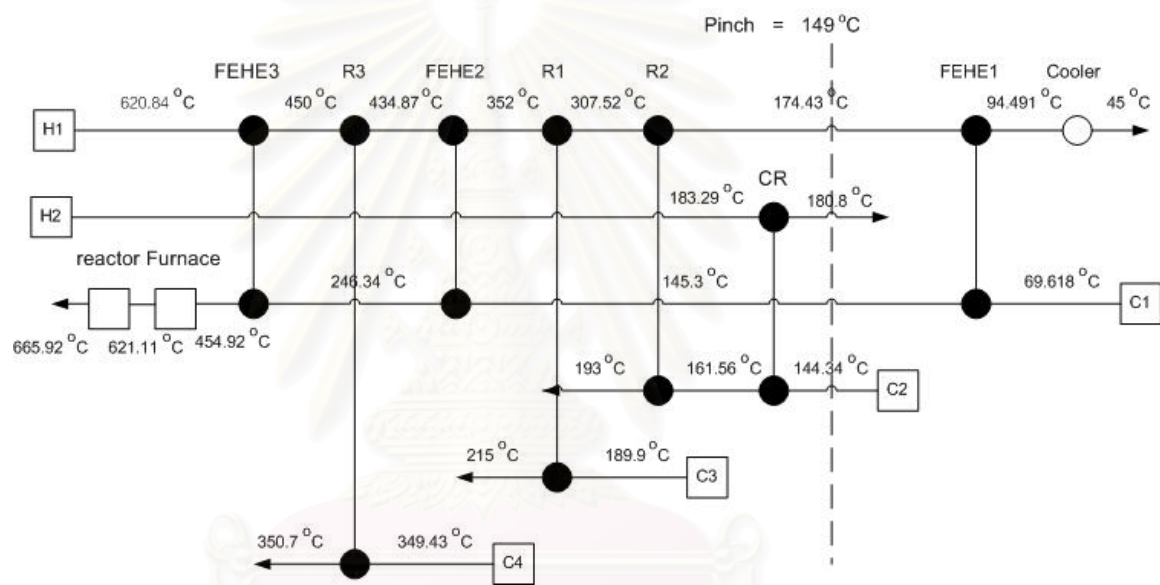 Pinch = 149 °C
FEHE3 R3 FEHE2 R1 R2 FEHE1 Cooler
620.84 °C 450 °C 434.87 °C 352 °C 307.52 °C 174.43 °C 94.491 °C 45 °C
H1
CR
183.29 °C 180.8 °C
H2
reactor Furnace
246.34 °C 145.3 °C 69.618 °C
C1
665.92 °C 621.11 °C 454.92 °C
193 °C 161.56 °C 144.34 °C
C2
215 °C 189.9 °C
C3
350.7 °C 349.43 °C
C4